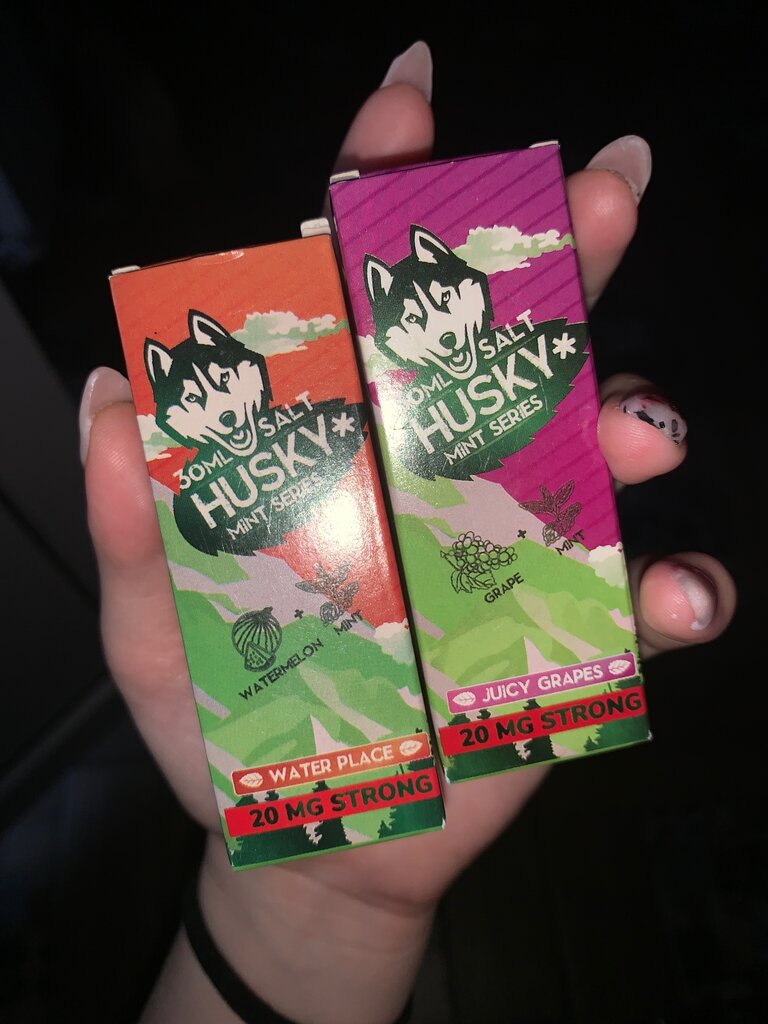 30ML SALT
HUSKY*
MINT SERIES
WATERMELON + MINT
WATER PLACE
20 MG STRONG
30ML SALT
HUSKY*
MINT SERIES
GRAPE + MINT
JUICY GRAPES
20 MG STRONG